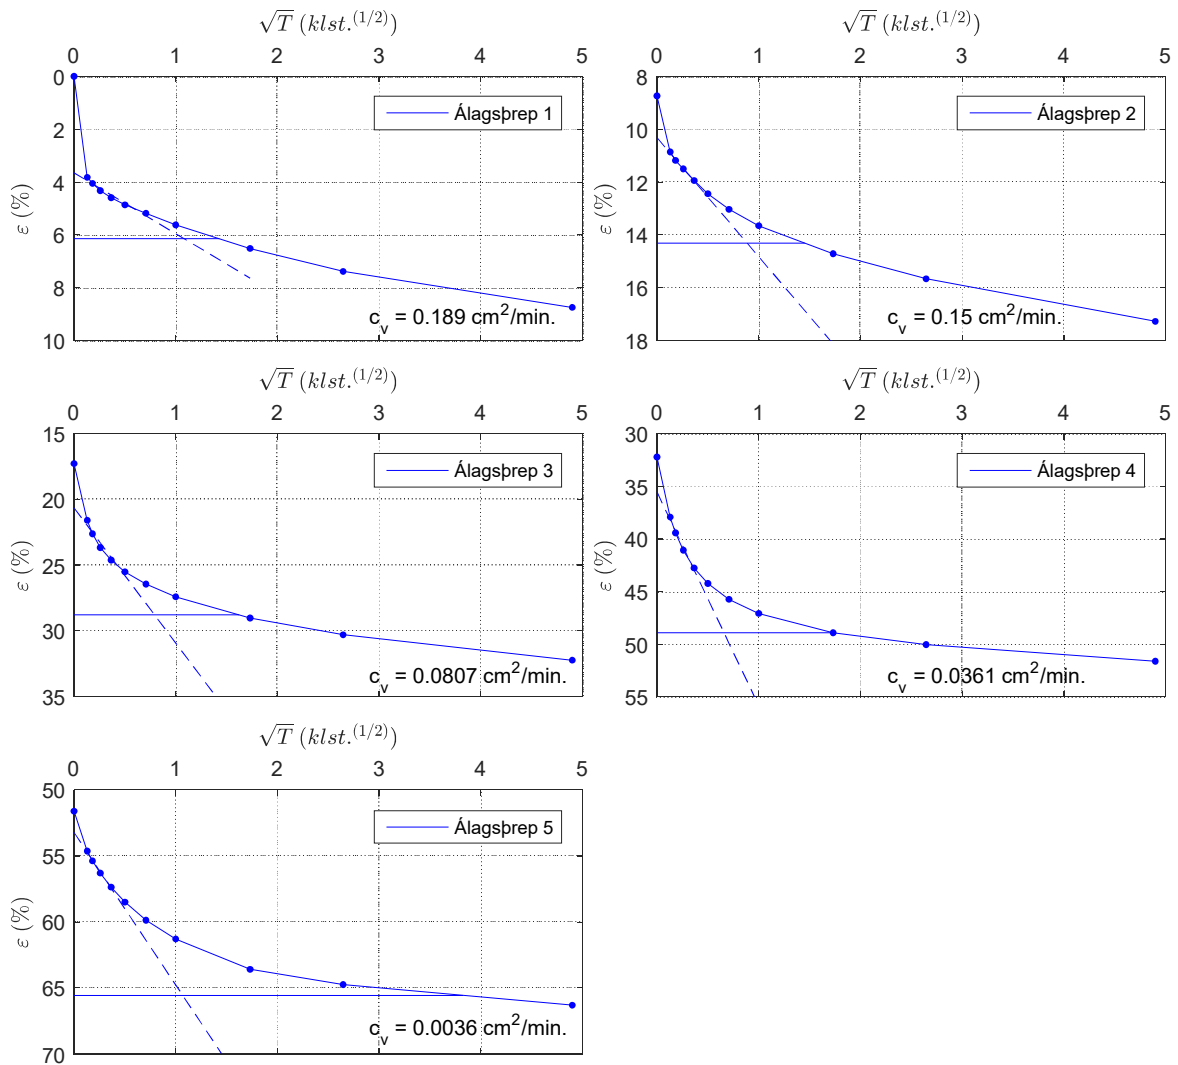 √T (klst.^(1/2))
√T (klst.^(1/2))
0 1 2 3 4 5
0 1 2 3 4 5
0
2
4
6
8
10
ε (%)
Álagsþrep 1
c_v = 0.189 cm²/min.
8
10
12
14
16
18
ε (%)
Álagsþrep 2
c_v = 0.15 cm²/min.
√T (klst.^(1/2))
√T (klst.^(1/2))
0 1 2 3 4 5
0 1 2 3 4 5
15
20
25
30
35
ε (%)
Álagsþrep 3
c_v = 0.0807 cm²/min.
30
35
40
45
50
55
ε (%)
Álagsþrep 4
c_v = 0.0361 cm²/min.
√T (klst.^(1/2))
0 1 2 3 4 5
50
55
60
65
70
ε (%)
Álagsþrep 5
c_v = 0.0036 cm²/min.